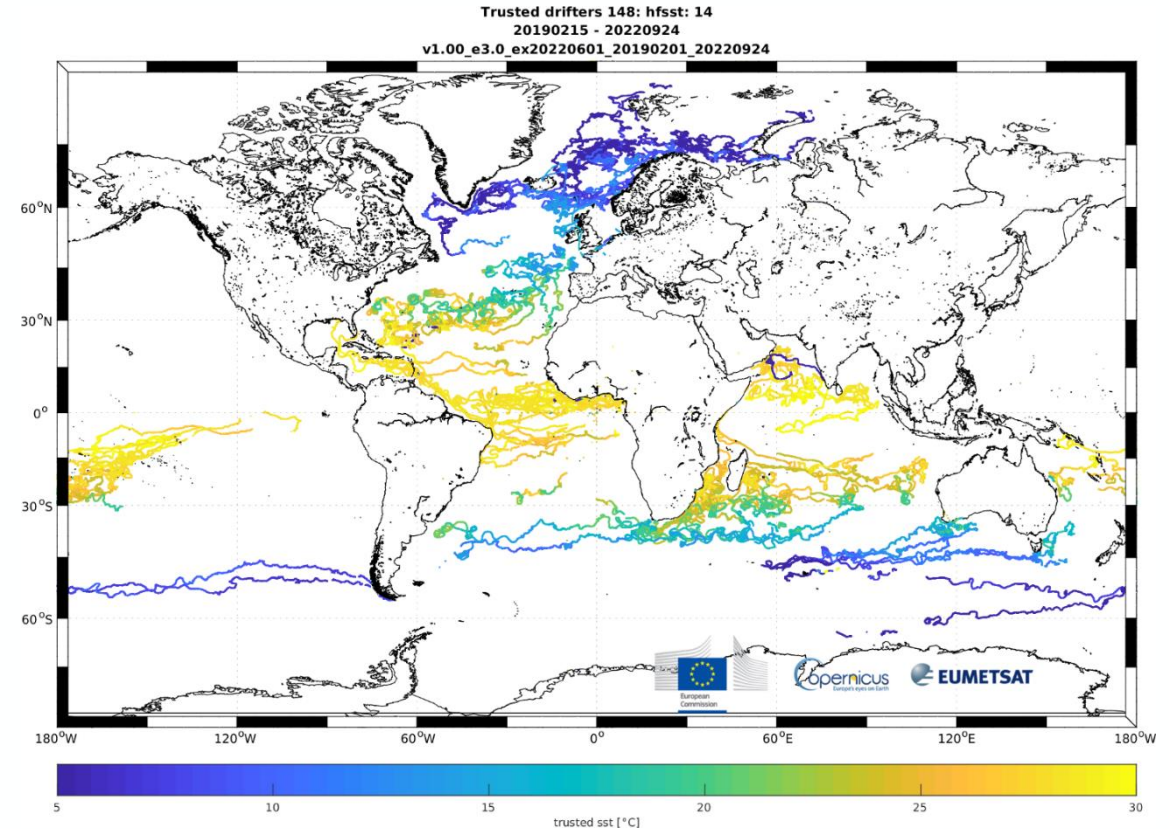 Trusted drifters 148: hfsst: 14
20190215 - 20220924
v1.00_e3.0_ex20220601_20190201_20220924
60°N
30°N
0°
30°S
60°S
European
Commission
opernicus
Europe's eyes on Earth
EUMETSAT
180°W 120°W 60°W 0° 60°E 120°E 180°W
5 10 15 20 25 30
trusted sst [°C]